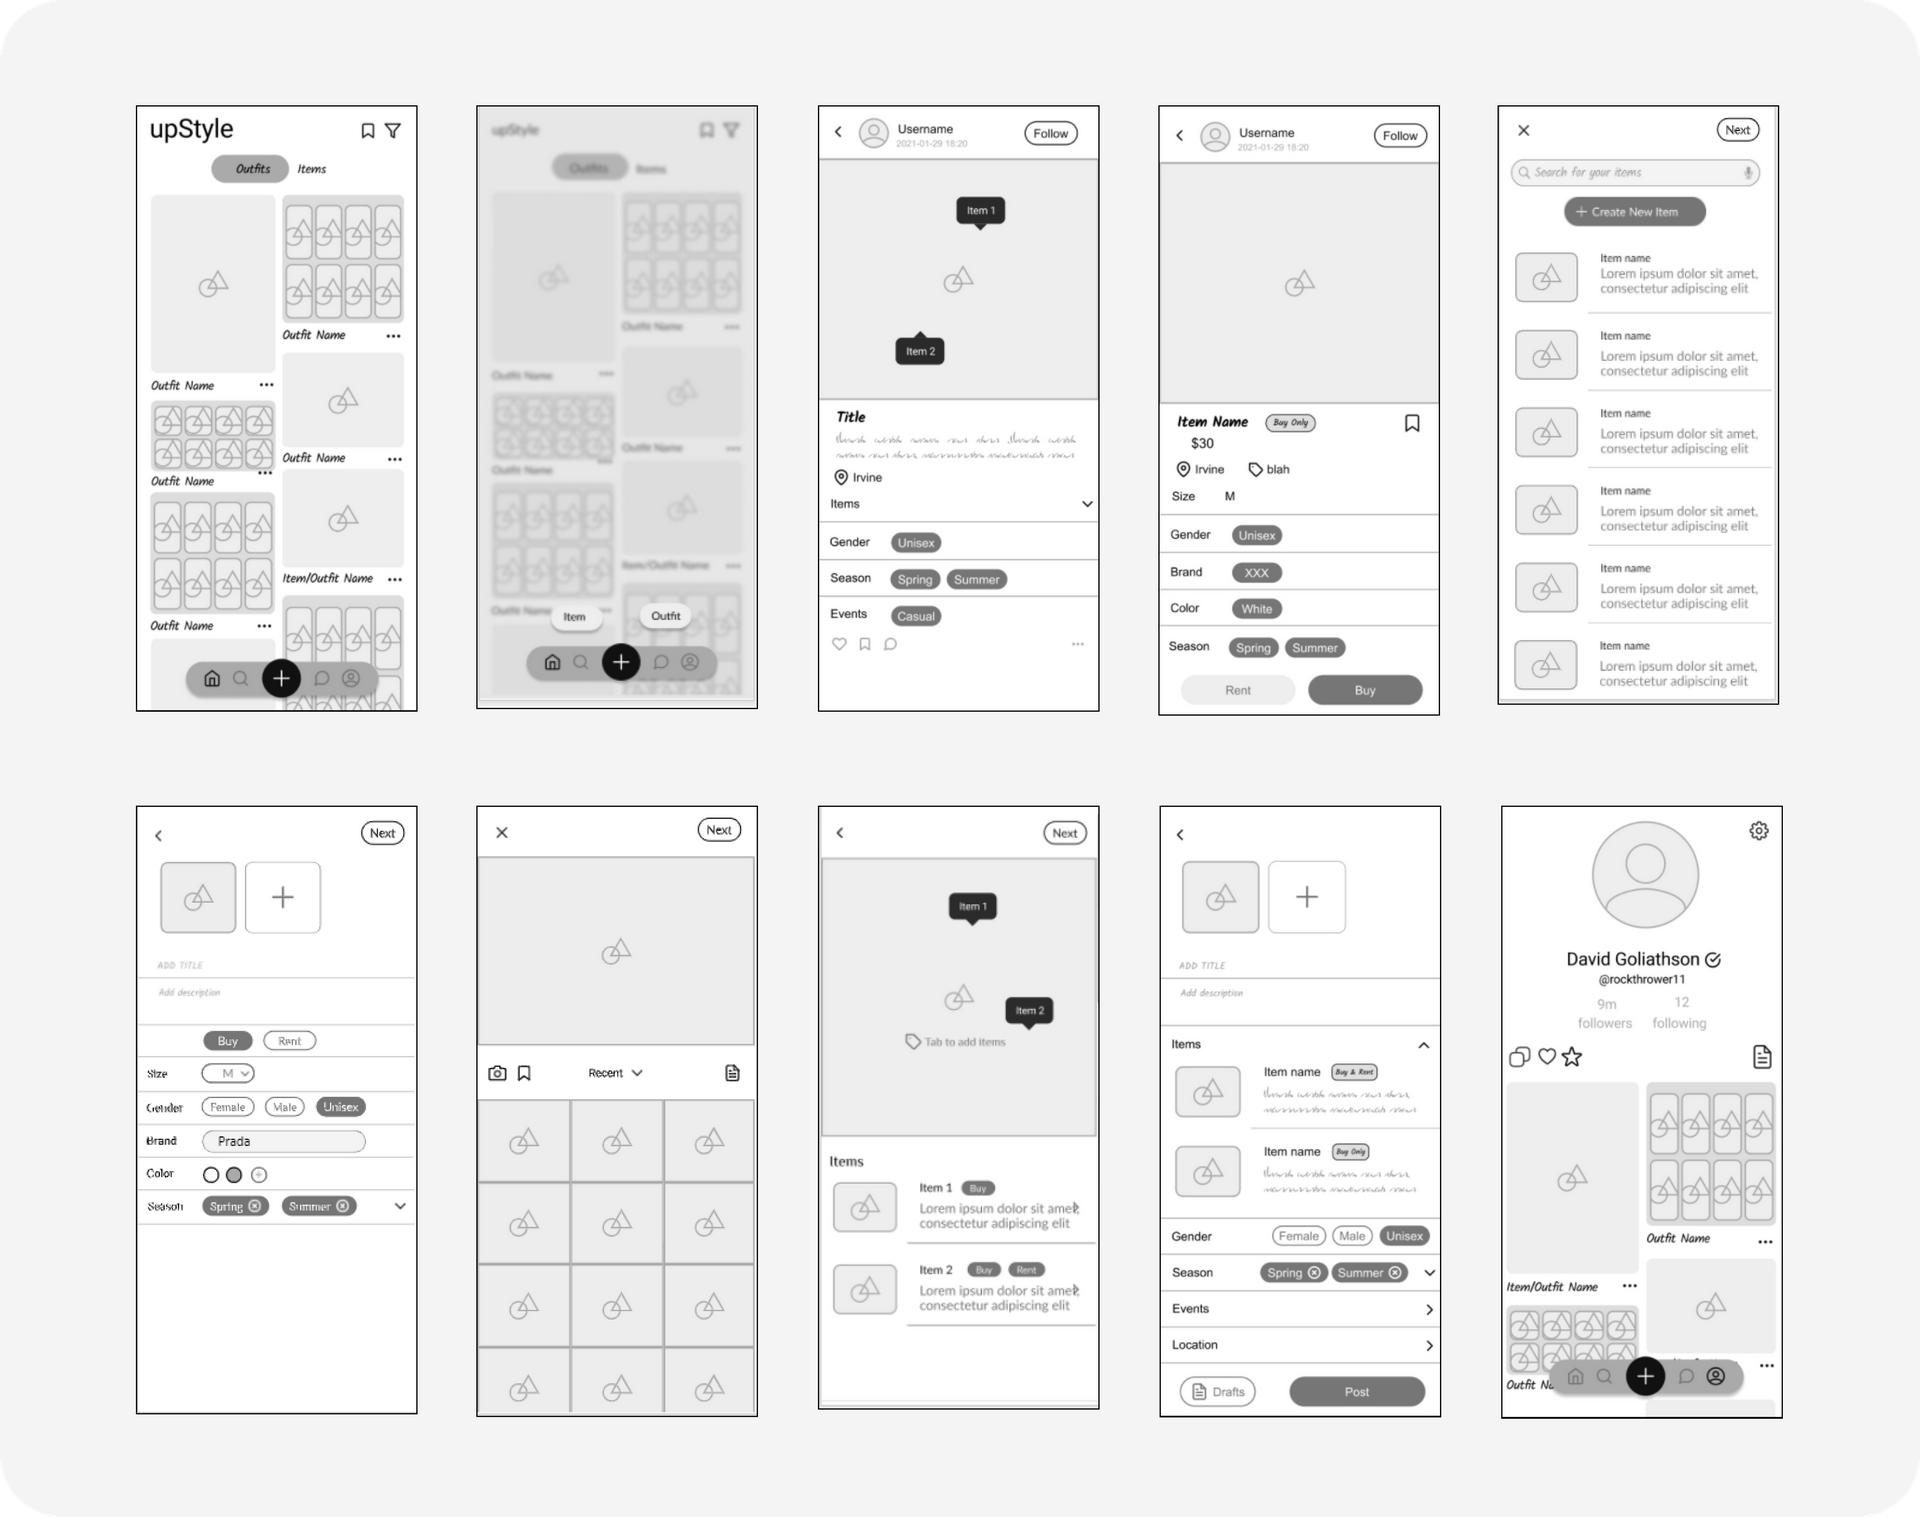 upStyle
Outfits Items
Outfit Name
Outfit Name
Outfit Name
Outfit Name
Item/Outfit Name
Outfit Name
upStyle
Outfits Items
Outfit Name
Outfit Name
Outfit Name
Outfit Name
Item/Outfit Name
Outfit Name
Item Outfit
Username
2021-01-29 18:20
Follow
Item 1
Item 2
Title
Irvine
Items
Gender Unisex
Season Spring Summer
Events Casual
Username
2021-01-29 18:20
Follow
Item Name Buy Only
$30
Irvine blah
Size M
Gender Unisex
Brand XXX
Color White
Season Spring Summer
Rent Buy
Next
Search for your items
+ Create New Item
Item name
Lorem ipsum dolor sit amet,
consectetur adipiscing elit
Item name
Lorem ipsum dolor sit amet,
consectetur adipiscing elit
Item name
Lorem ipsum dolor sit amet,
consectetur adipiscing elit
Item name
Lorem ipsum dolor sit amet,
consectetur adipiscing elit
Item name
Lorem ipsum dolor sit amet,
consectetur adipiscing elit
Item name
Lorem ipsum dolor sit amet,
consectetur adipiscing elit
Next
ADD TITLE
Add description
Buy Rent
Size M
Gender Female Male Unisex
Brand Prada
Color
Season Spring Summer
Next
Recent
Next
Item 1
Item 2
Tab to add items
Items
Item 1 Buy
Lorem ipsum dolor sit amet,
consectetur adipiscing elit
Item 2 Buy Rent
Lorem ipsum dolor sit amet,
consectetur adipiscing elit
ADD TITLE
Add description
Items
Item name Buy & Rent
Item name Buy Only
Gender Female Male Unisex
Season Spring Summer
Events
Location
Drafts Post
David Goliathson
@rockthrower11
9m 12
followers following
Outfit Name
Item/Outfit Name
Outfit Na